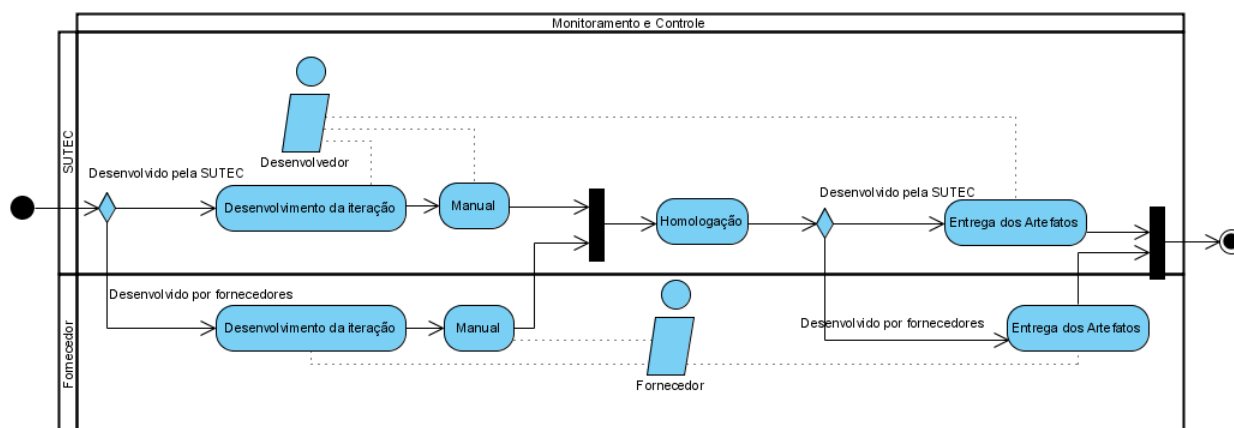 Monitoramento e Controle
SUTEC
Desenvolvedor
Desenvolvido pela SUTEC
Desenvolvimento da iteração
Manual
Homologação
Desenvolvido pela SUTEC
Entrega dos Artefatos
Fornecedor
Desenvolvido por fornecedores
Desenvolvimento da iteração
Manual
Fornecedor
Desenvolvido por fornecedores
Entrega dos Artefatos